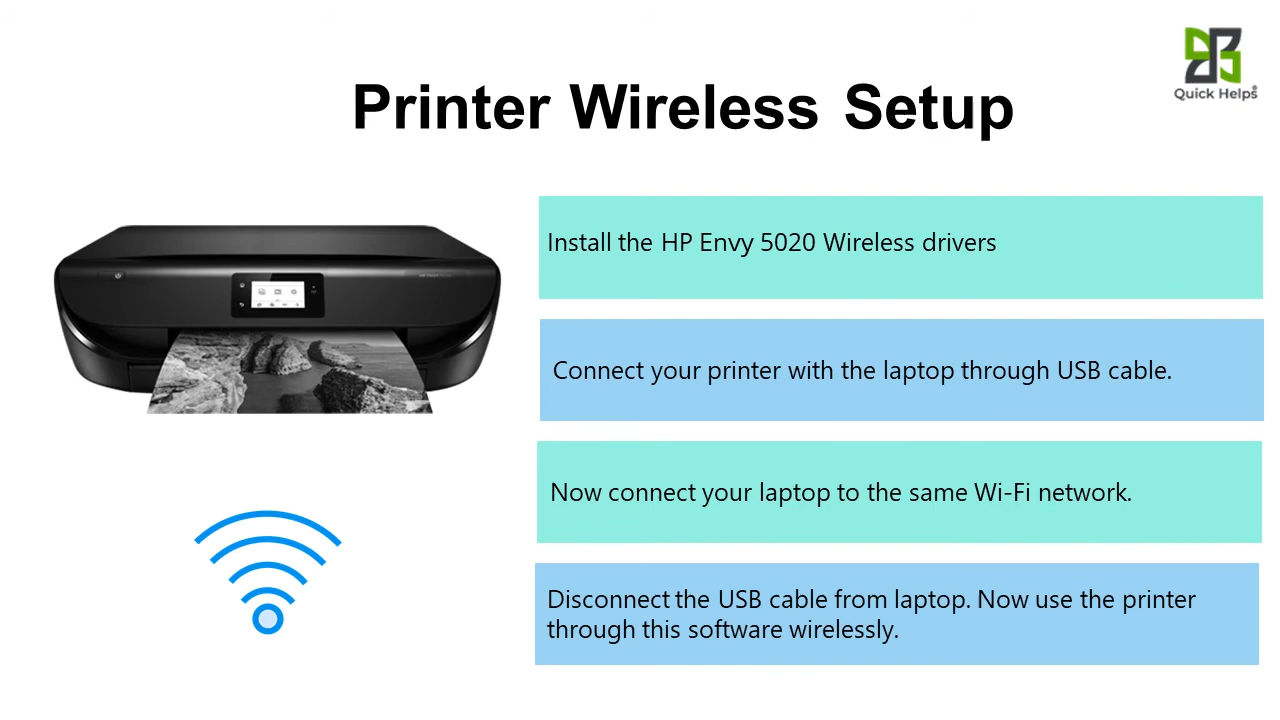 Quick Helps®
Printer Wireless Setup
Install the HP Envy 5020 Wireless drivers
Connect your printer with the laptop through USB cable.
Now connect your laptop to the same Wi-Fi network.
Disconnect the USB cable from laptop. Now use the printer
through this software wirelessly.